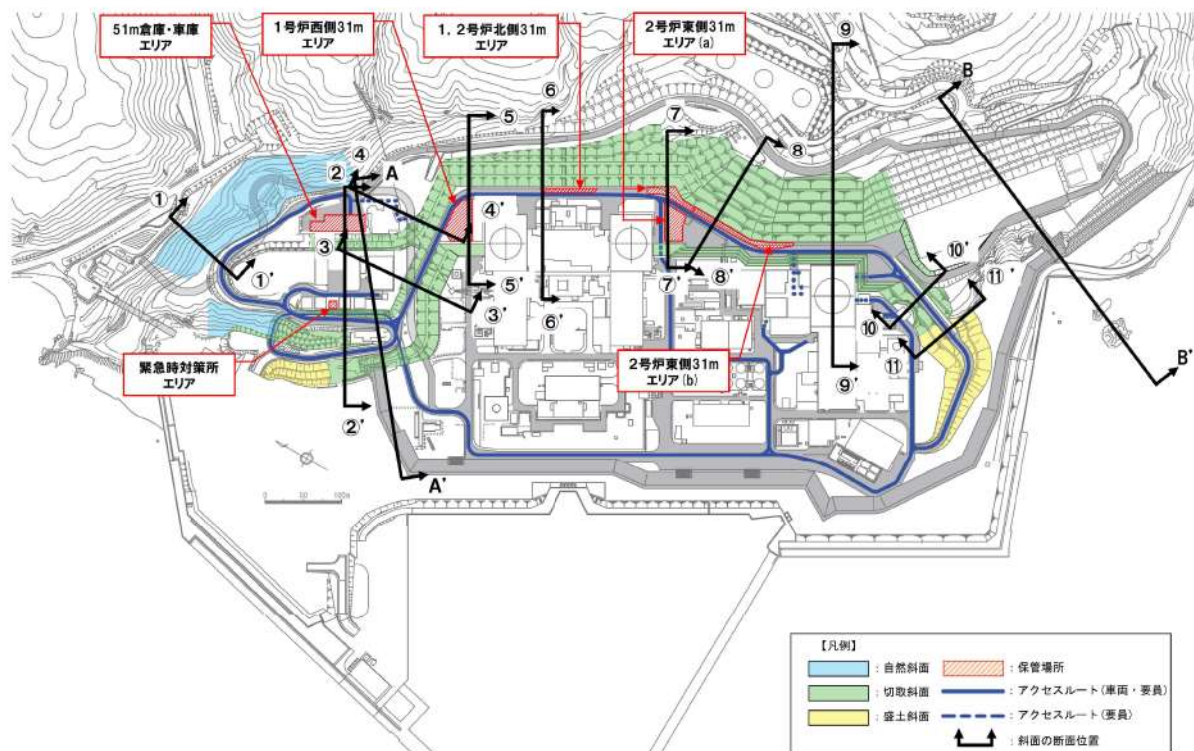 51m倉庫・車庫
エリア
1号炉西側31m
エリア
1,2号炉北側31m
エリア
2号炉東側31m
エリア(a)
⑨
B
⑥
⑤
⑦
⑧
④
②
A
①
④'
③
⑩'
⑪'
①'
⑤'
⑦'
⑧'
③'
⑥'
⑩
⑪
緊急時対策所
エリア
2号炉東側31m
エリア(b)
⑨'
B'
②'
A'
0 50 100m
【凡例】
:自然斜面
:保管場所
:切取斜面
:アクセスルート(車両・要員)
:盛土斜面
:アクセスルート(要員)
:斜面の断面位置